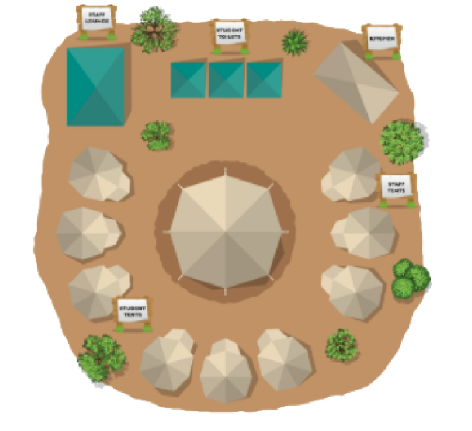 STAFF
LOUNGE
STUDENT
TOILETS
KITCHEN
STAFF
TENTS
STUDENT
TENTS